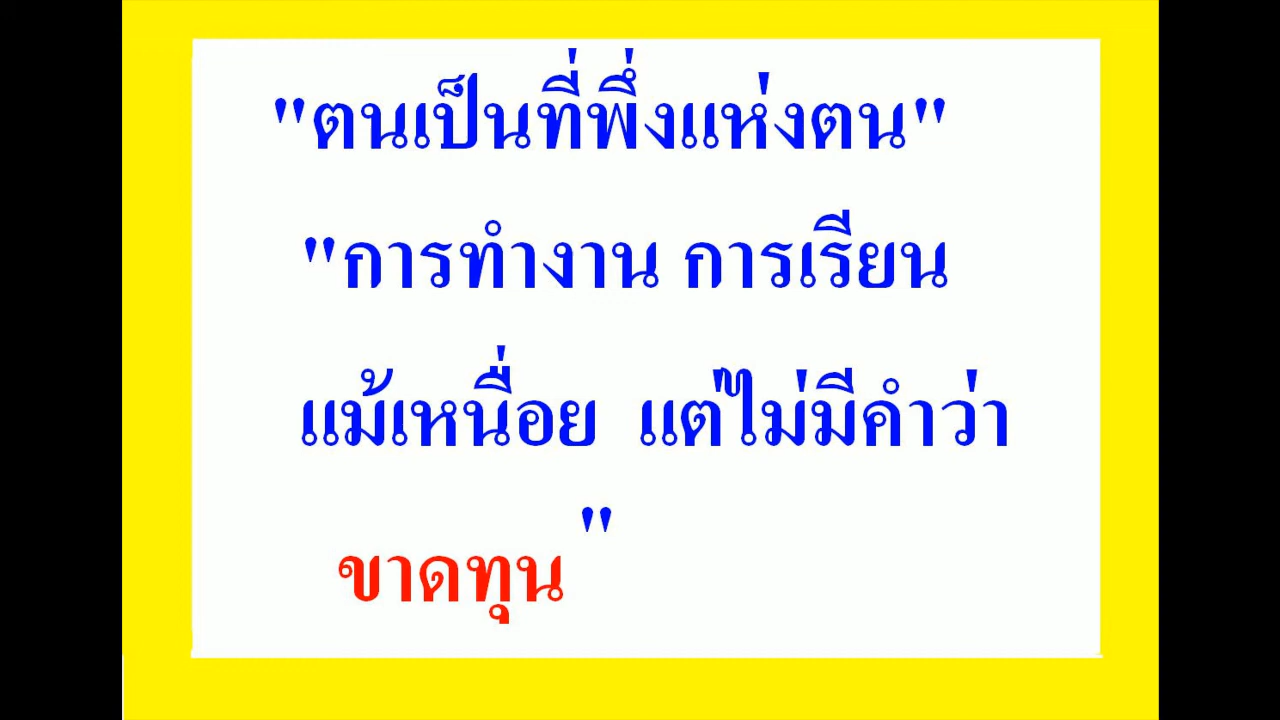 "ตนเป็นที่พึ่งแห่งตน"
"การทำงาน การเรียน
แม้เหนื่อย แต่ไม่มีคำว่า
ขาดทุน"